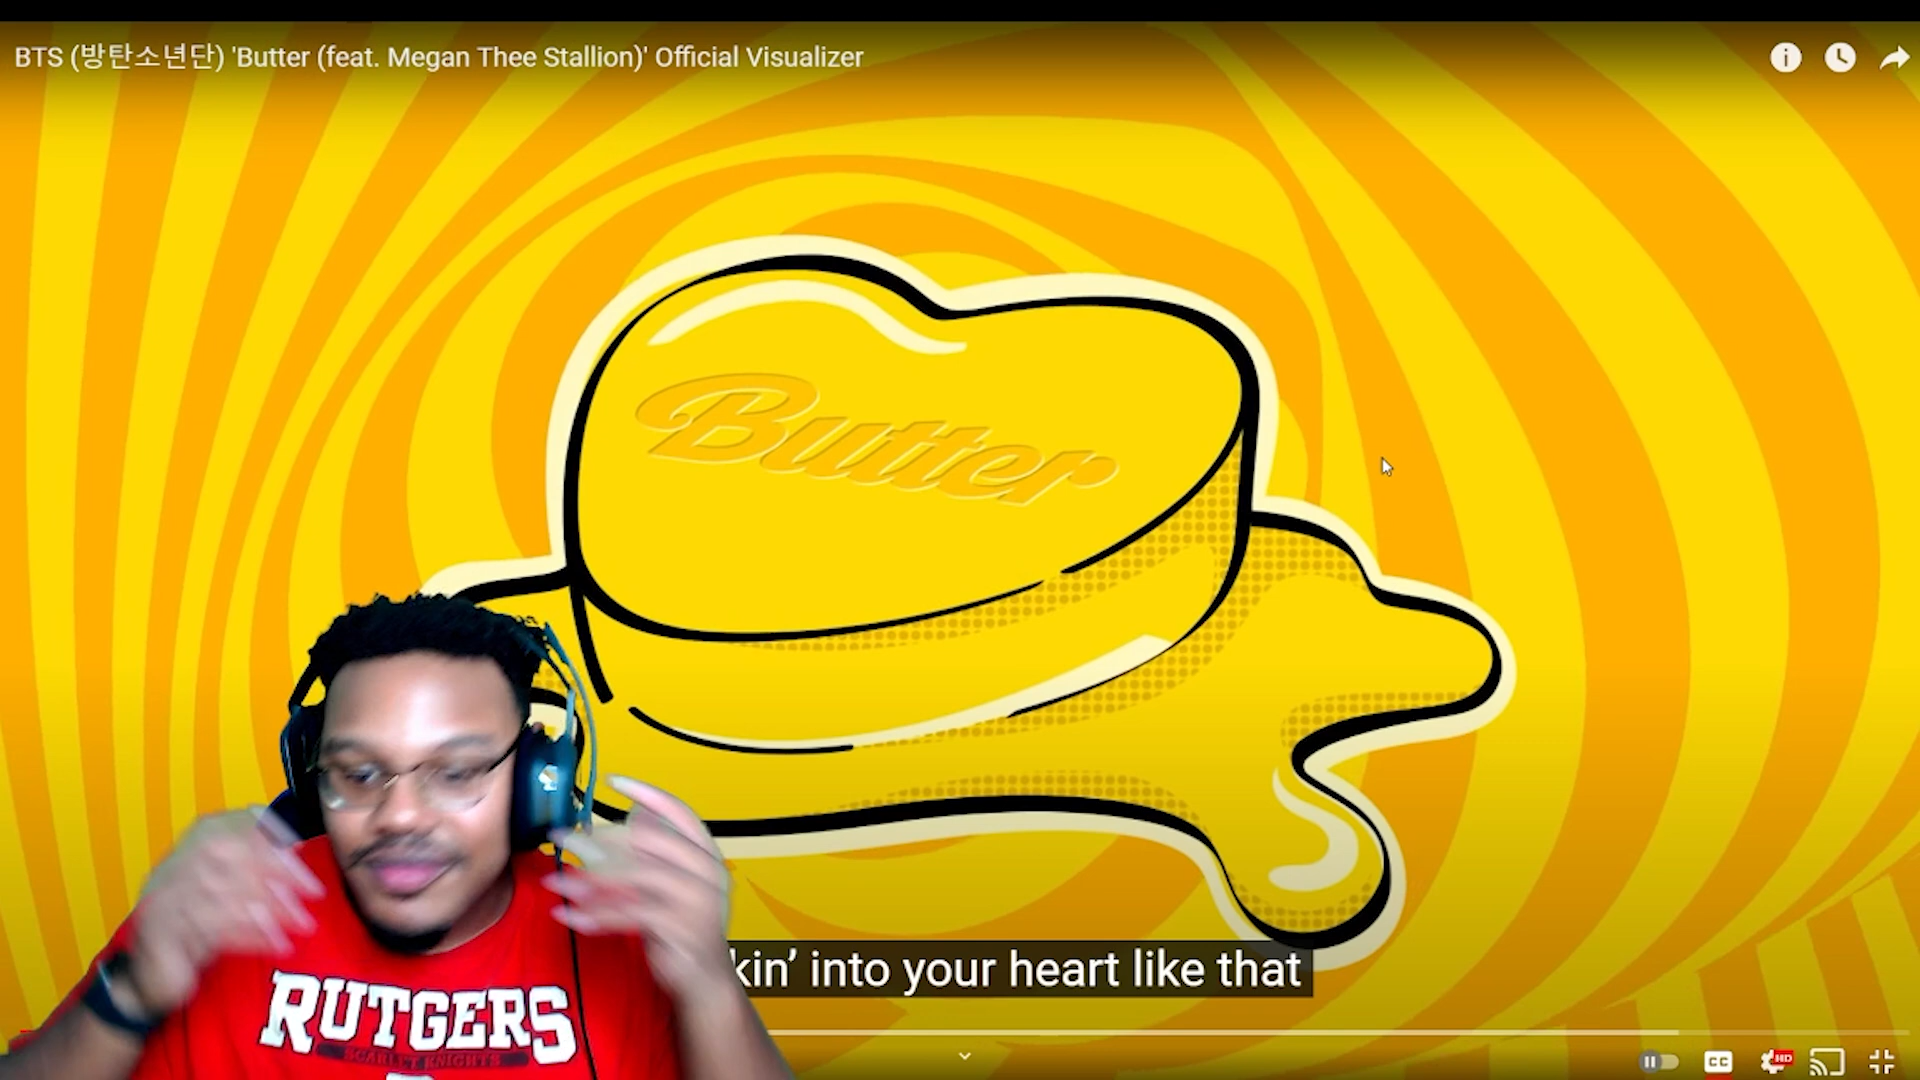 BTS (방탄소년단) 'Butter (feat. Megan Thee Stallion)' Official Visualizer
Butter
kin’ into your heart like that
RUTGERS
SCARLET KNIGHTS
CC
HD